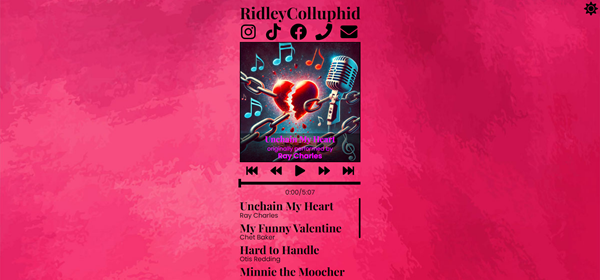 RidleyColluphid
Unchain My Heart
originally performed by
Ray Charles
0:00/5:07
Unchain My Heart
Ray Charles
My Funny Valentine
Chet Baker
Hard to Handle
Otis Redding
Minnie the Moocher